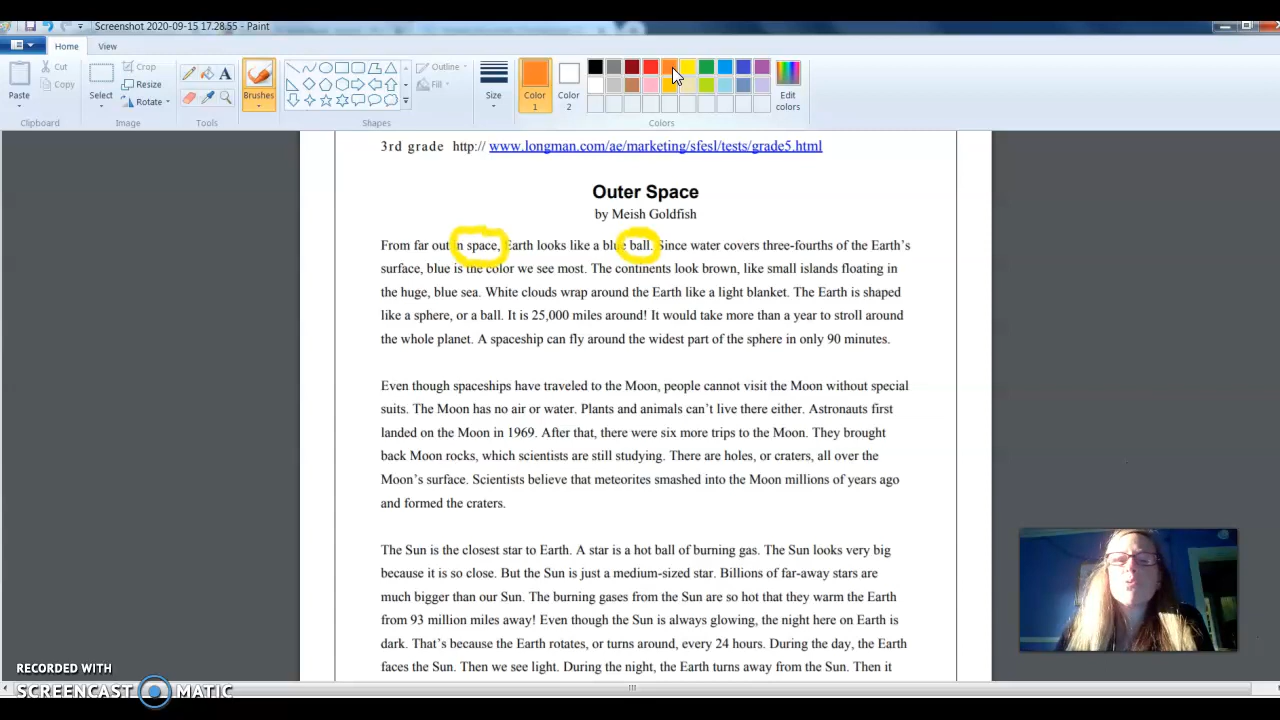 Screenshot 2020-09-15 17.28.55 - Paint
Home View
Cut
Copy
Paste
Clipboard
Select
Crop
Resize
Rotate
Image
A
Tools
Brushes
Outline
Fill
Shapes
Size
Color 1
Color 2
Edit colors
Colors
3rd grade http:// www.longman.com/ae/marketing/sfesl/tests/grade5.html
Outer Space
by Meish Goldfish
From far out in space, Earth looks like a blue ball. Since water covers three-fourths of the Earth's
surface, blue is the color we see most. The continents look brown, like small islands floating in
the huge, blue sea. White clouds wrap around the Earth like a light blanket. The Earth is shaped
like a sphere, or a ball. It is 25,000 miles around! It would take more than a year to stroll around
the whole planet. A spaceship can fly around the widest part of the sphere in only 90 minutes.
Even though spaceships have traveled to the Moon, people cannot visit the Moon without special
suits. The Moon has no air or water. Plants and animals can't live there either. Astronauts first
landed on the Moon in 1969. After that, there were six more trips to the Moon. They brought
back Moon rocks, which scientists are still studying. There are holes, or craters, all over the
Moon's surface. Scientists believe that meteorites smashed into the Moon millions of years ago
and formed the craters.
The Sun is the closest star to Earth. A star is a hot ball of burning gas. The Sun looks very big
because it is so close. But the Sun is just a medium-sized star. Billions of far-away stars are
much bigger than our Sun. The burning gases from the Sun are so hot that they warm the Earth
from 93 million miles away! Even though the Sun is always glowing, the night here on Earth is
dark. That's because the Earth rotates, or turns around, every 24 hours. During the day, the Earth
faces the Sun. Then we see light. During the night, the Earth turns away from the Sun. Then it
RECORDED WITH
SCREENCAST MATIC